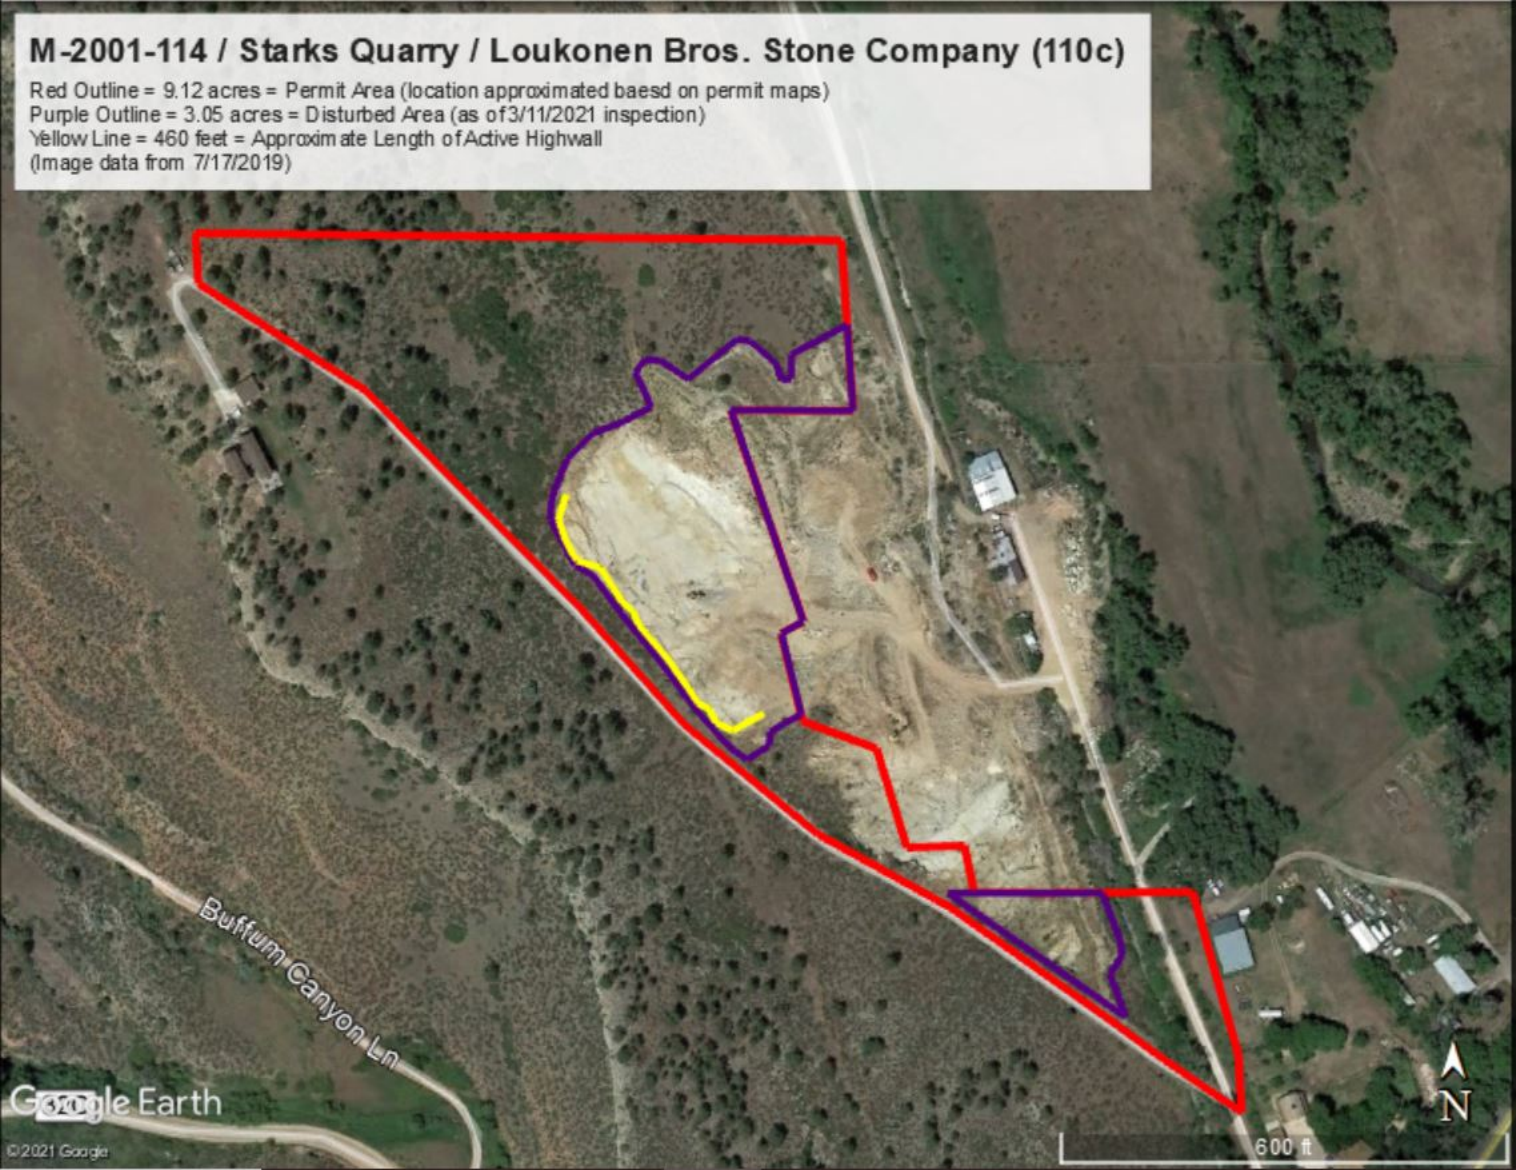 M-2001-114 / Starks Quarry / Loukonen Bros. Stone Company (110c)
Red Outline = 9.12 acres = Permit Area (location approximated baesd on permit maps)
Purple Outline = 3.05 acres = Disturbed Area (as of 3/11/2021 inspection)
Yellow Line = 460 feet = Approximate Length of Active Highwall
(Image data from 7/17/2019)
Buffum Canyon Ln
Google Earth
N
©2021 Google
600 ft